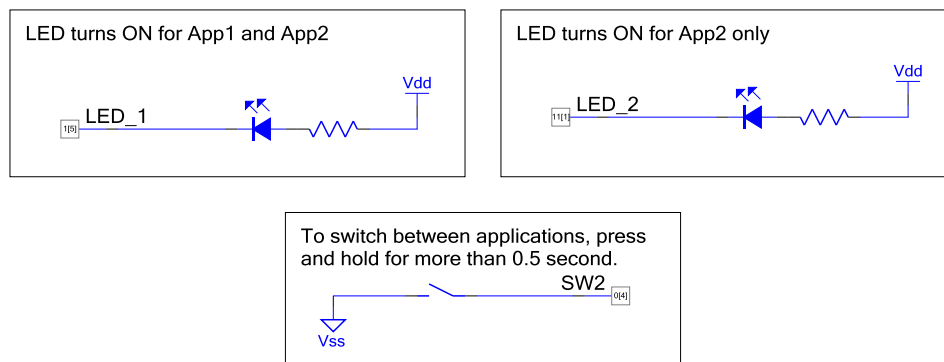 LED turns ON for App1 and App2
Vdd
LED_1
1[5]
LED turns ON for App2 only
Vdd
LED_2
11[1]
To switch between applications, press
and hold for more than 0.5 second.
SW2
0[4]
Vss